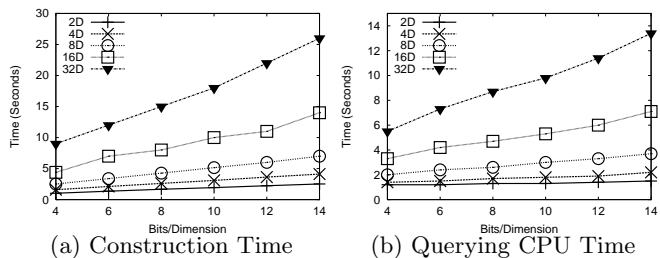 30
25
20
15
10
5
0
Time (Seconds)
2D
4D
8D
16D
32D
4 6 8 10 12 14
Bits/Dimension
(a) Construction Time
14
12
10
8
6
4
2
0
Time (Seconds)
2D
4D
8D
16D
32D
4 6 8 10 12 14
Bits/Dimension
(b) Querying CPU Time